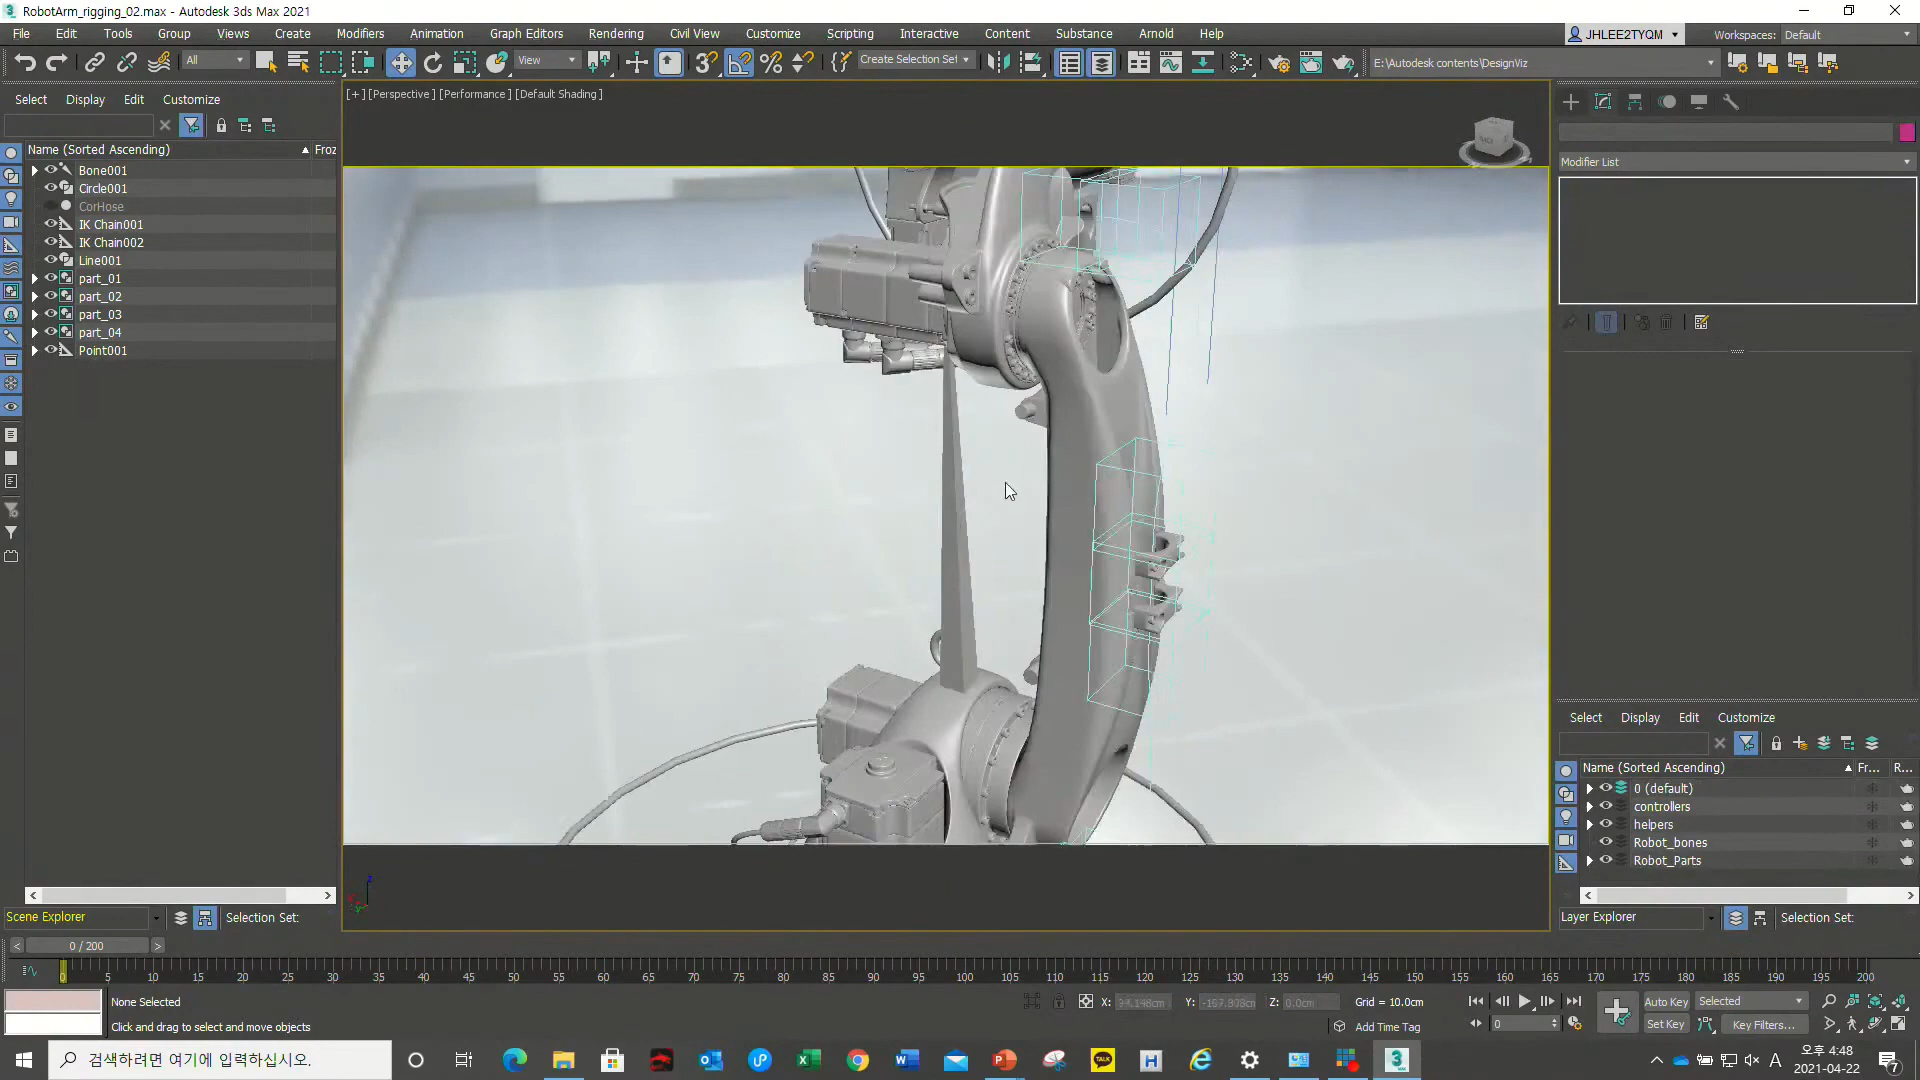 RobotArm_rigging_02.max - Autodesk 3ds Max 2021
File Edit Tools Group Views Create Modifiers Animation Graph Editors Rendering Civil View Customize Scripting Interactive Content Substance Arnold Help
JHLEE2TYQM
Workspaces: Default
All
View
Create Selection Set
E:\Autodesk contents\DesignViz
Select Display Edit Customize
[+] [Perspective] [Performance] [Default Shading]
Name (Sorted Ascending) Froz
Bone001
Circle001
CorHose
IK Chain001
IK Chain002
Line001
part_01
part_02
part_03
part_04
Point001
Modifier List
Select Display Edit Customize
Name (Sorted Ascending) Fr... R...
0 (default)
controllers
helpers
Robot_bones
Robot_Parts
Scene Explorer
Selection Set:
Layer Explorer
Selection Set:
0 / 200
0 5 10 15 20 25 30 35 40 45 50 55 60 65 70 75 80 85 90 95 100 105 110 115 120 125 130 135 140 145 150 155 160 165 170 175 180 185 190 195 200
None Selected
X: Y: Z: 0.0cm
Grid = 10.0cm
Auto Key Selected
Click and drag to select and move objects
Add Time Tag
0
Set Key Key Filters...
검색하려면 여기에 입력하십시오.
TALK
A
오후 4:48
2021-04-22
7